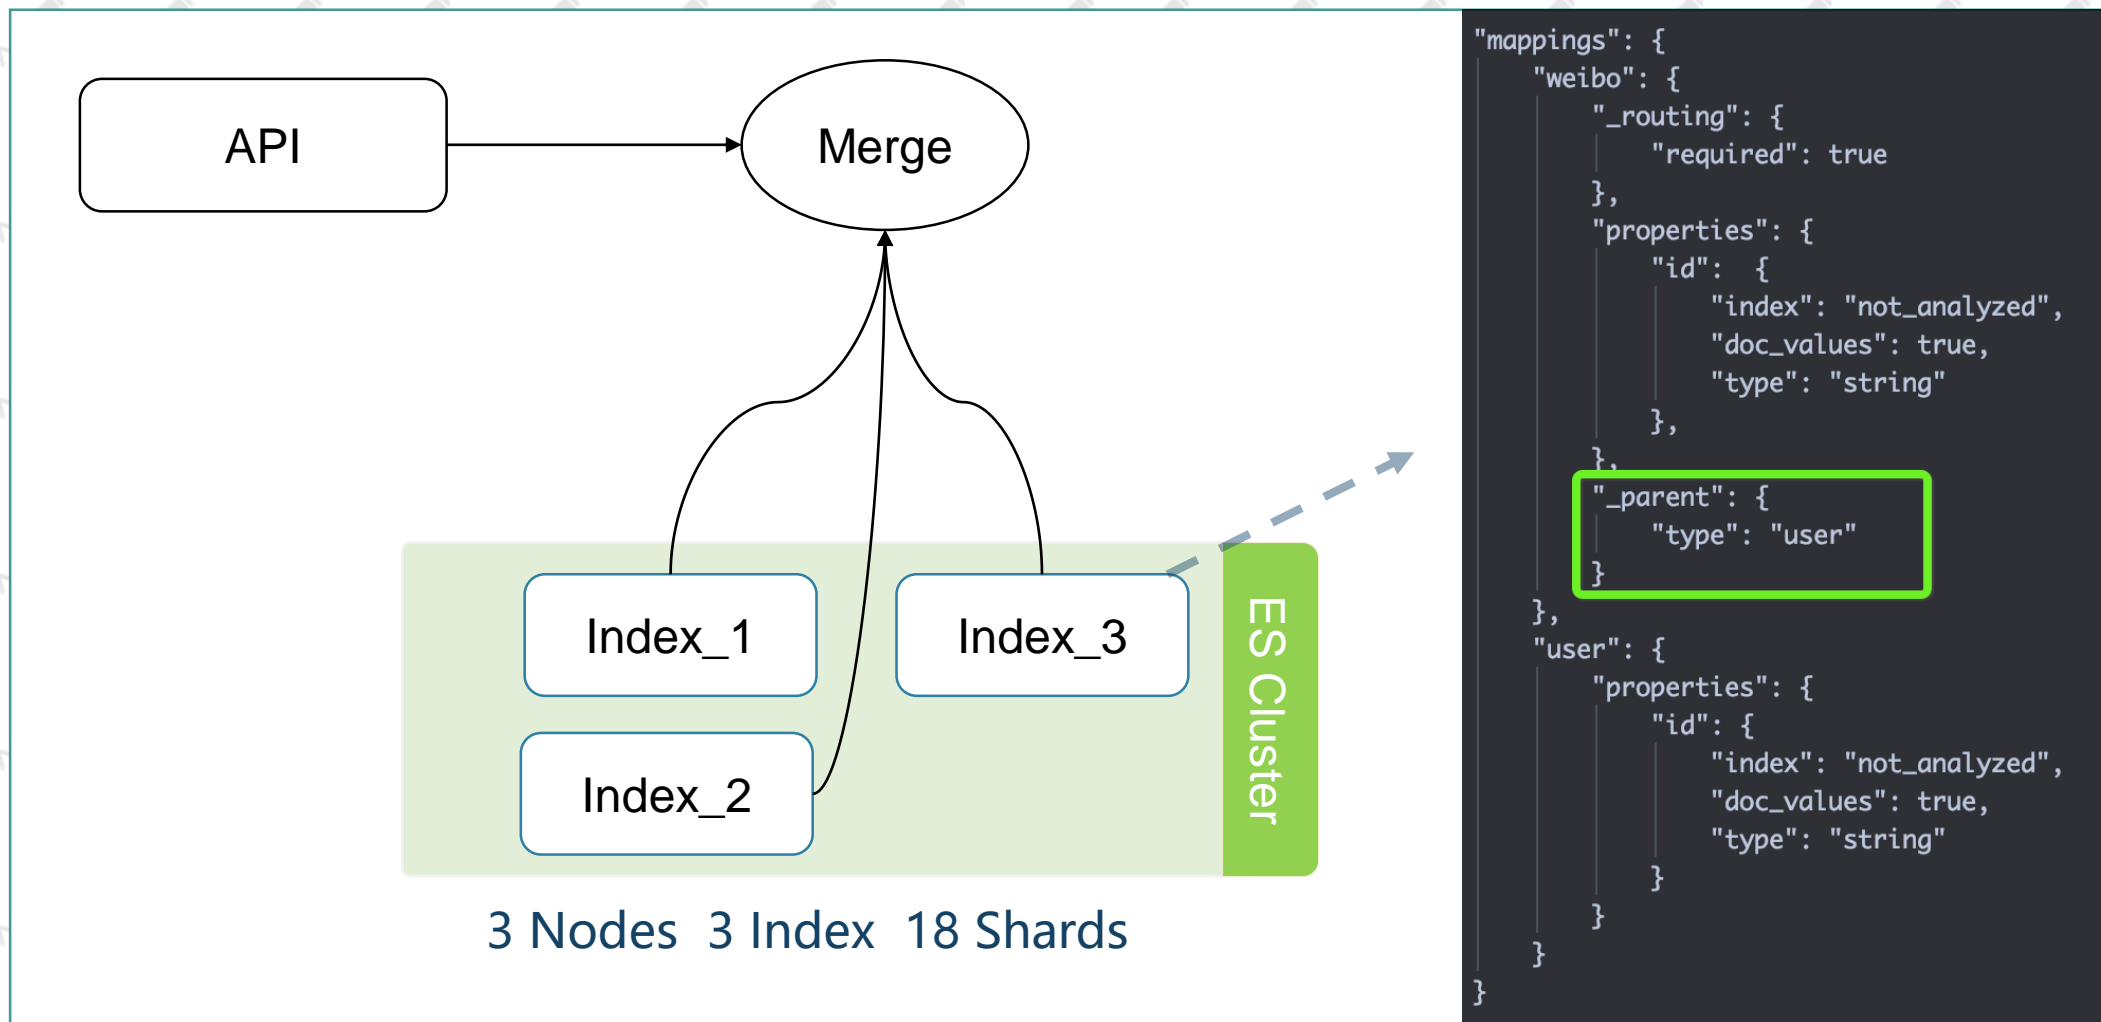 API
Merge
Index_1
Index_3
Index_2
ES Cluster
3 Nodes  3 Index  18 Shards
"mappings": {
    "weibo": {
        "_routing": {
            "required": true
        },
        "properties": {
            "id":  {
                "index": "not_analyzed",
                "doc_values": true,
                "type": "string"
            },
        },
        "_parent": {
            "type": "user"
        }
    },
    "user": {
        "properties": {
            "id": {
                "index": "not_analyzed",
                "doc_values": true,
                "type": "string"
            }
        }
    }
}